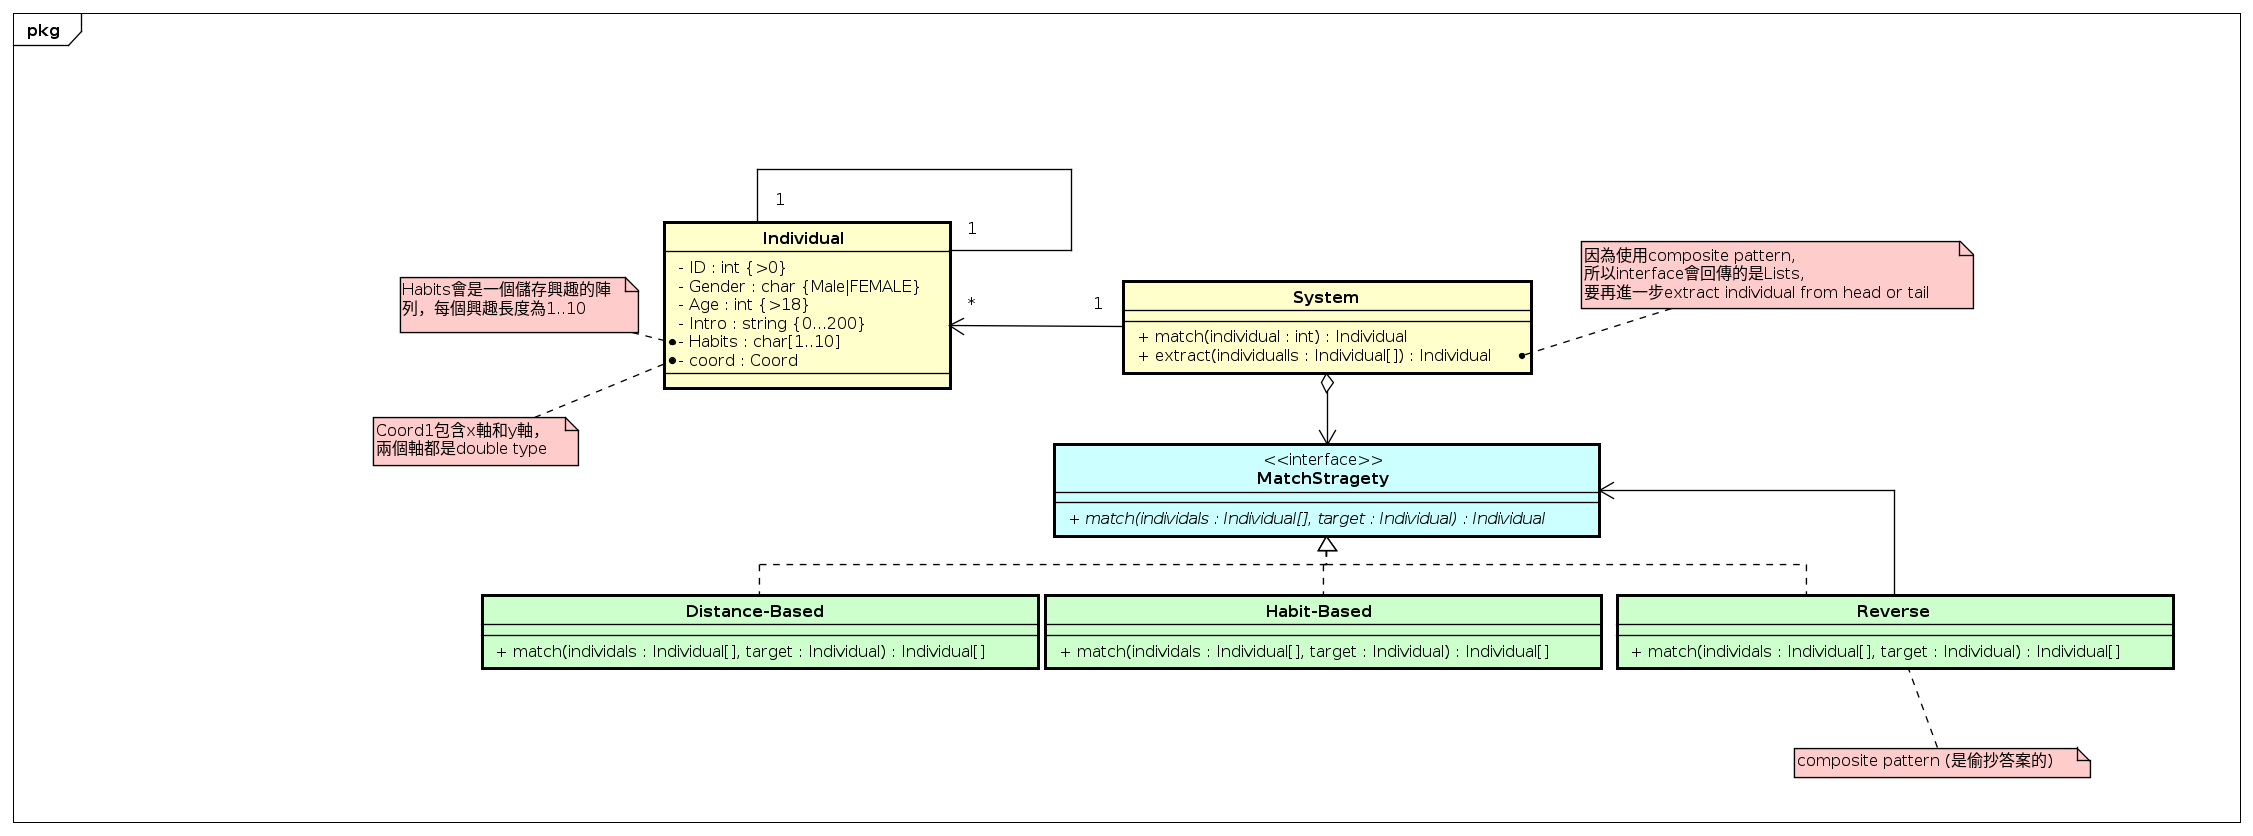 pkg
1
1
Individual
- ID : int {>0}
- Gender : char {Male|FEMALE}
- Age : int {>18}
- Intro : string {0...200}
- Habits : char[1..10]
- coord : Coord
Habits會是一個儲存興趣的陣
列，每個興趣長度為1..10
Coord1包含x軸和y軸，
兩個軸都是double type
*
1
System
+ match(individual : int) : Individual
+ extract(individualls : Individual[]) : Individual
因為使用composite pattern,
所以interface會回傳的是Lists,
要再進一步extract individual from head or tail
<<interface>>
MatchStragety
+ match(individals : Individual[], target : Individual) : Individual
Distance-Based
+ match(individals : Individual[], target : Individual) : Individual[]
Habit-Based
+ match(individals : Individual[], target : Individual) : Individual[]
Reverse
+ match(individals : Individual[], target : Individual) : Individual[]
composite pattern (是偷抄答案的)